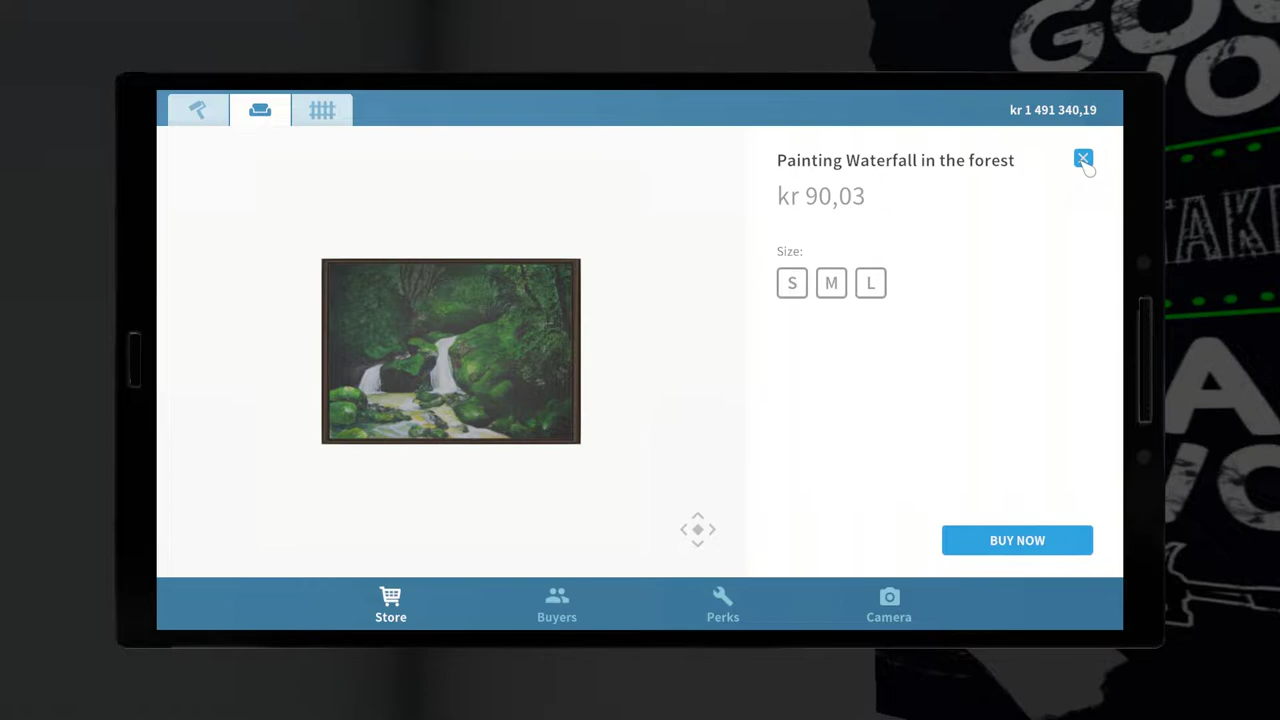 kr 1 491 340,19
Painting Waterfall in the forest
kr 90,03
Size:
S M L
BUY NOW
Store Buyers Perks Camera